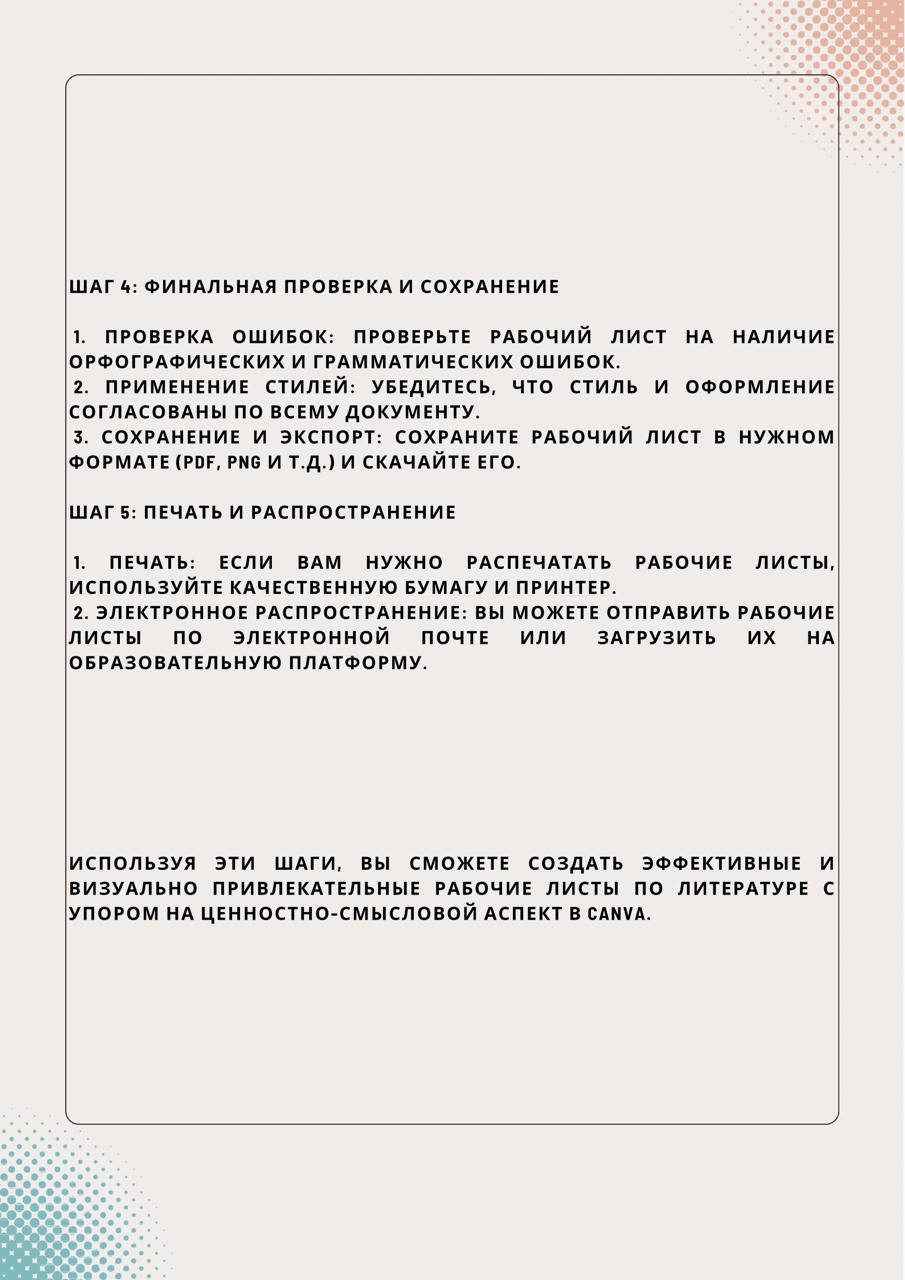 ШАГ 4: ФИНАЛЬНАЯ ПРОВЕРКА И СОХРАНЕНИЕ
1. ПРОВЕРКА ОШИБОК: ПРОВЕРЬТЕ РАБОЧИЙ ЛИСТ НА НАЛИЧИЕ
ОРФОГРАФИЧЕСКИХ И ГРАММАТИЧЕСКИХ ОШИБОК.
2. ПРИМЕНЕНИЕ СТИЛЕЙ: УБЕДИТЕСЬ, ЧТО СТИЛЬ И ОФОРМЛЕНИЕ
СОГЛАСОВАНЫ ПО ВСЕМУ ДОКУМЕНТУ.
3. СОХРАНЕНИЕ И ЭКСПОРТ: СОХРАНИТЕ РАБОЧИЙ ЛИСТ В НУЖНОМ
ФОРМАТЕ (PDF, PNG И Т.Д.) И СКАЧАЙТЕ ЕГО.
ШАГ 5: ПЕЧАТЬ И РАСПРОСТРАНЕНИЕ
1. ПЕЧАТЬ: ЕСЛИ ВАМ НУЖНО РАСПЕЧАТАТЬ РАБОЧИЕ ЛИСТЫ,
ИСПОЛЬЗУЙТЕ КАЧЕСТВЕННУЮ БУМАГУ И ПРИНТЕР.
2. ЭЛЕКТРОННОЕ РАСПРОСТРАНЕНИЕ: ВЫ МОЖЕТЕ ОТПРАВИТЬ РАБОЧИЕ
ЛИСТЫ ПО ЭЛЕКТРОННОЙ ПОЧТЕ ИЛИ ЗАГРУЗИТЬ ИХ НА
ОБРАЗОВАТЕЛЬНУЮ ПЛАТФОРМУ.
ИСПОЛЬЗУЯ ЭТИ ШАГИ, ВЫ СМОЖЕТЕ СОЗДАТЬ ЭФФЕКТИВНЫЕ И
ВИЗУАЛЬНО ПРИВЛЕКАТЕЛЬНЫЕ РАБОЧИЕ ЛИСТЫ ПО ЛИТЕРАТУРЕ С
УПОРОМ НА ЦЕННОСТНО-СМЫСЛОВОЙ АСПЕКТ В CANVA.